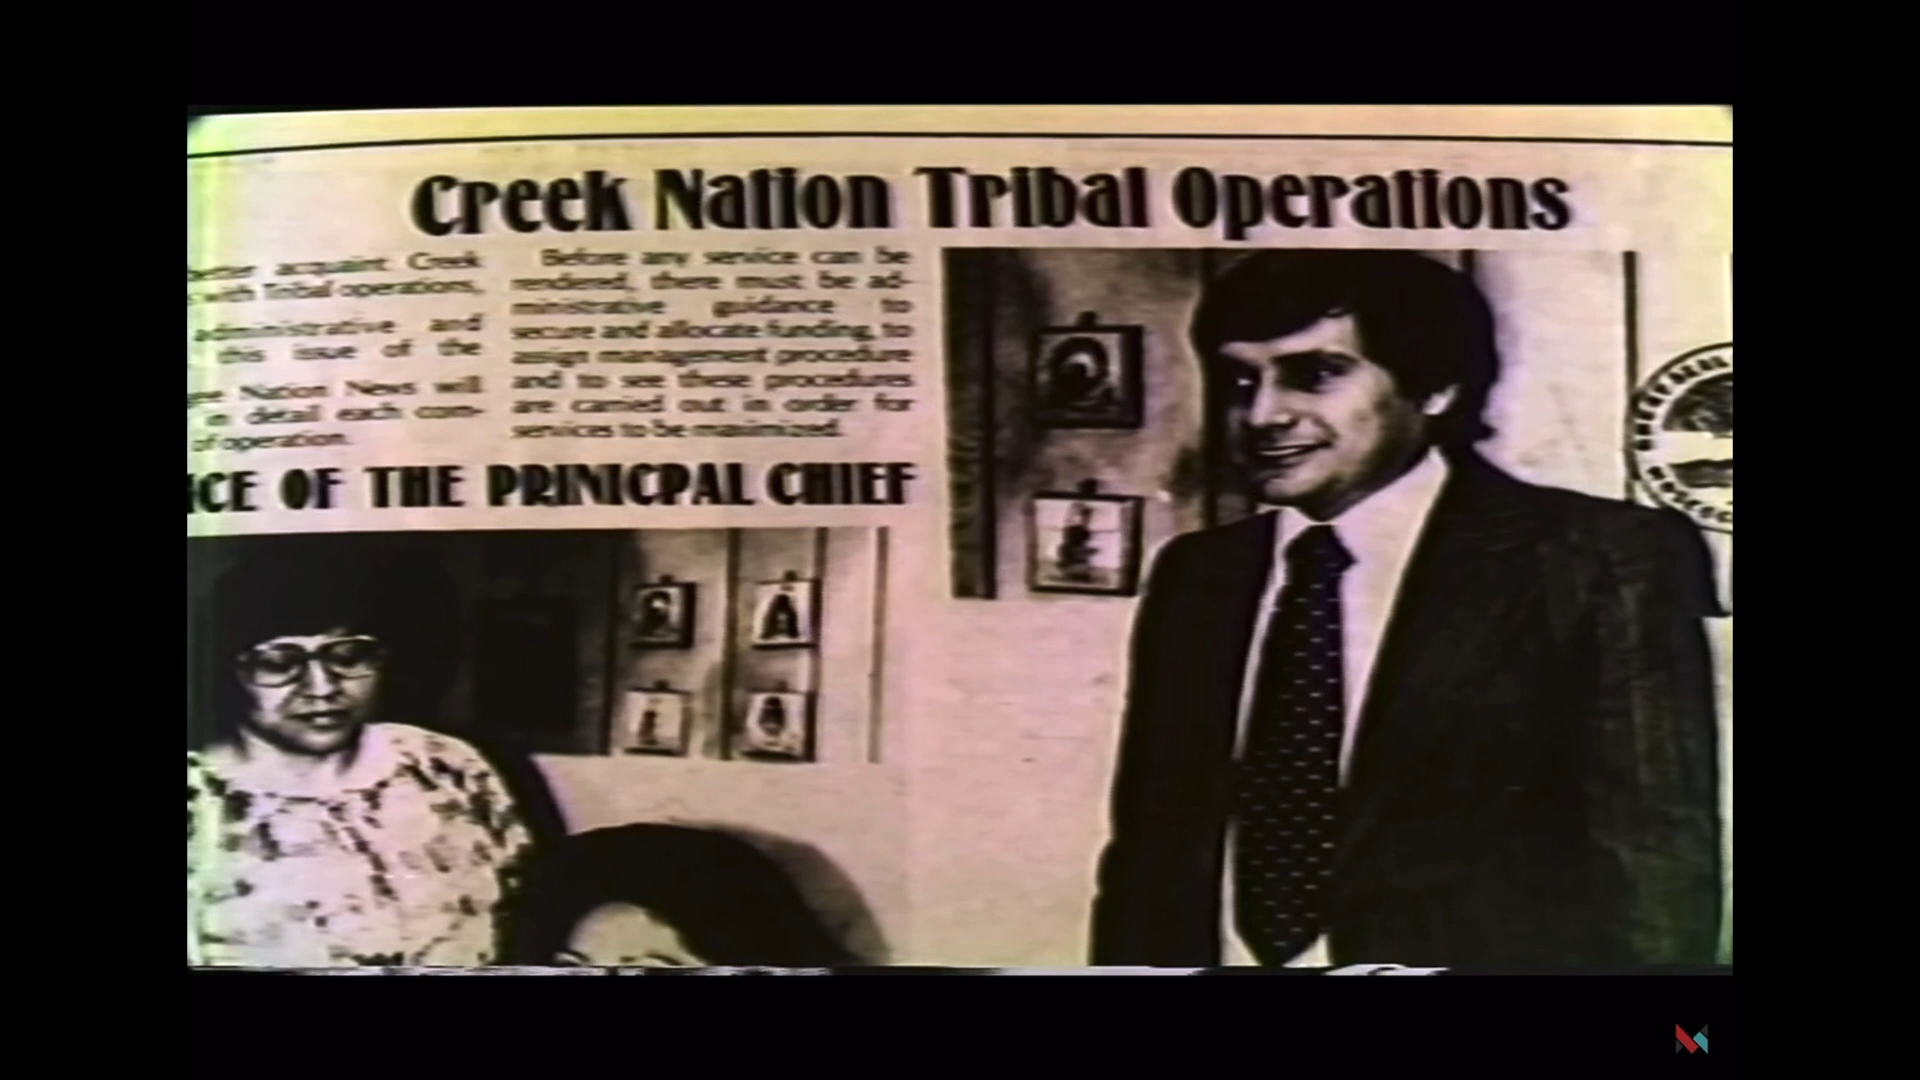 Creek Nation Tribal Operations
better acquaint Creek
with Tribal operations,
administrative and
this issue of the
Nation News will
in detail each com-
of operation.
Before any service can be
rendered, there must be ad-
ministrative guidance to
secure and allocate funding, to
assign management procedure
and to see these procedures
are carried out in order for
services to be maximized.
ICE OF THE PRINICPAL CHIEF